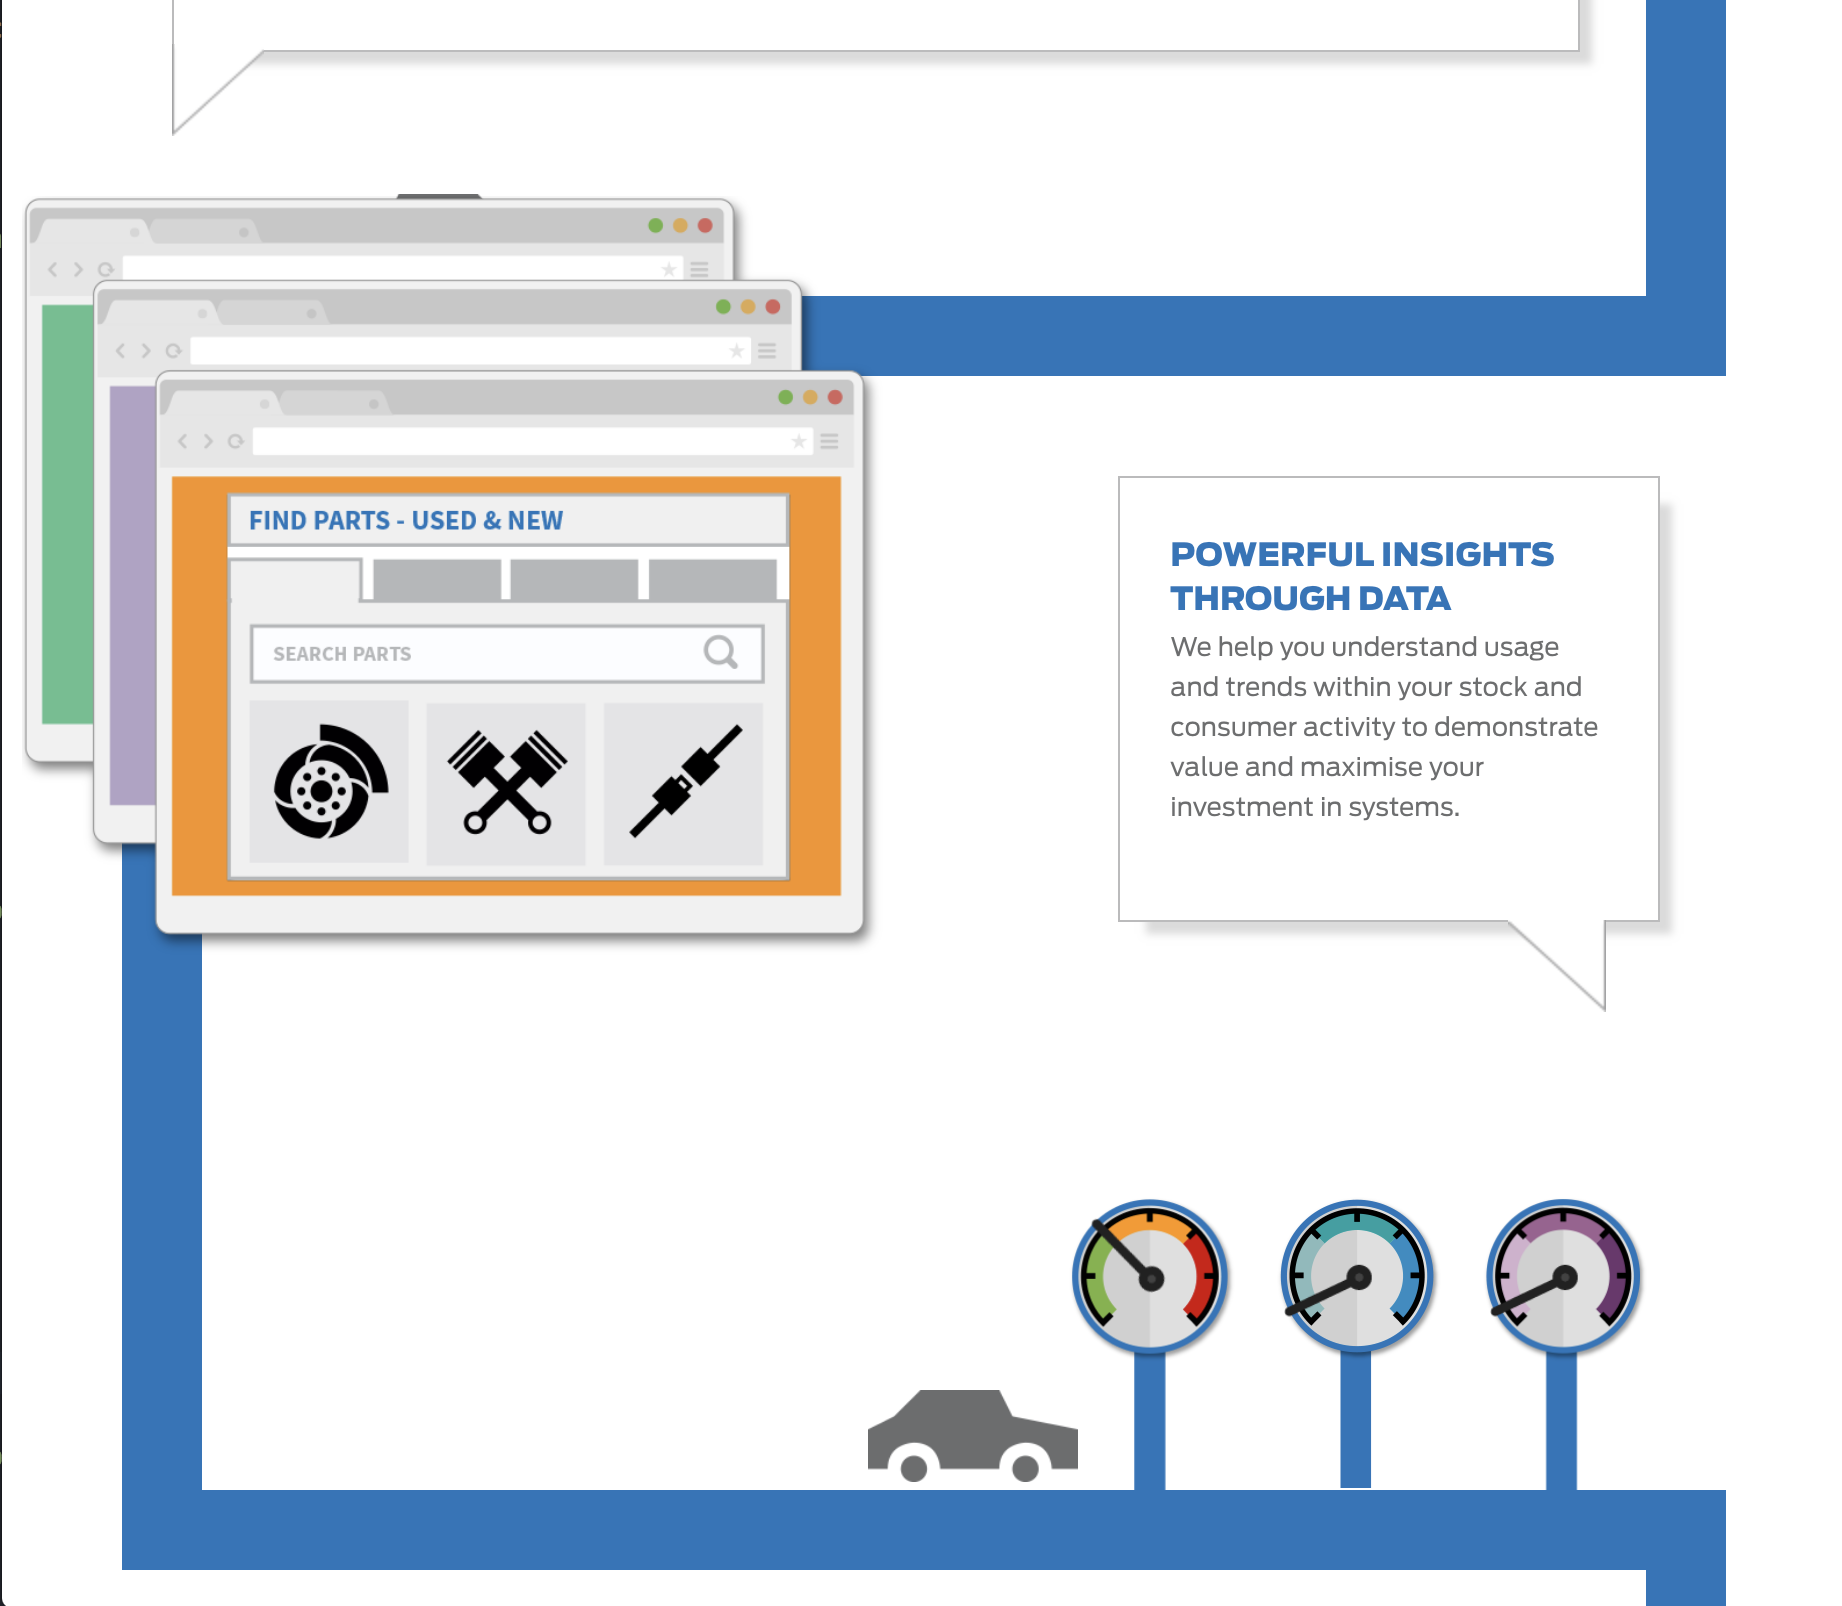 FIND PARTS - USED & NEW
SEARCH PARTS
POWERFUL INSIGHTS
THROUGH DATA
We help you understand usage
and trends within your stock and
consumer activity to demonstrate
value and maximise your
investment in systems.